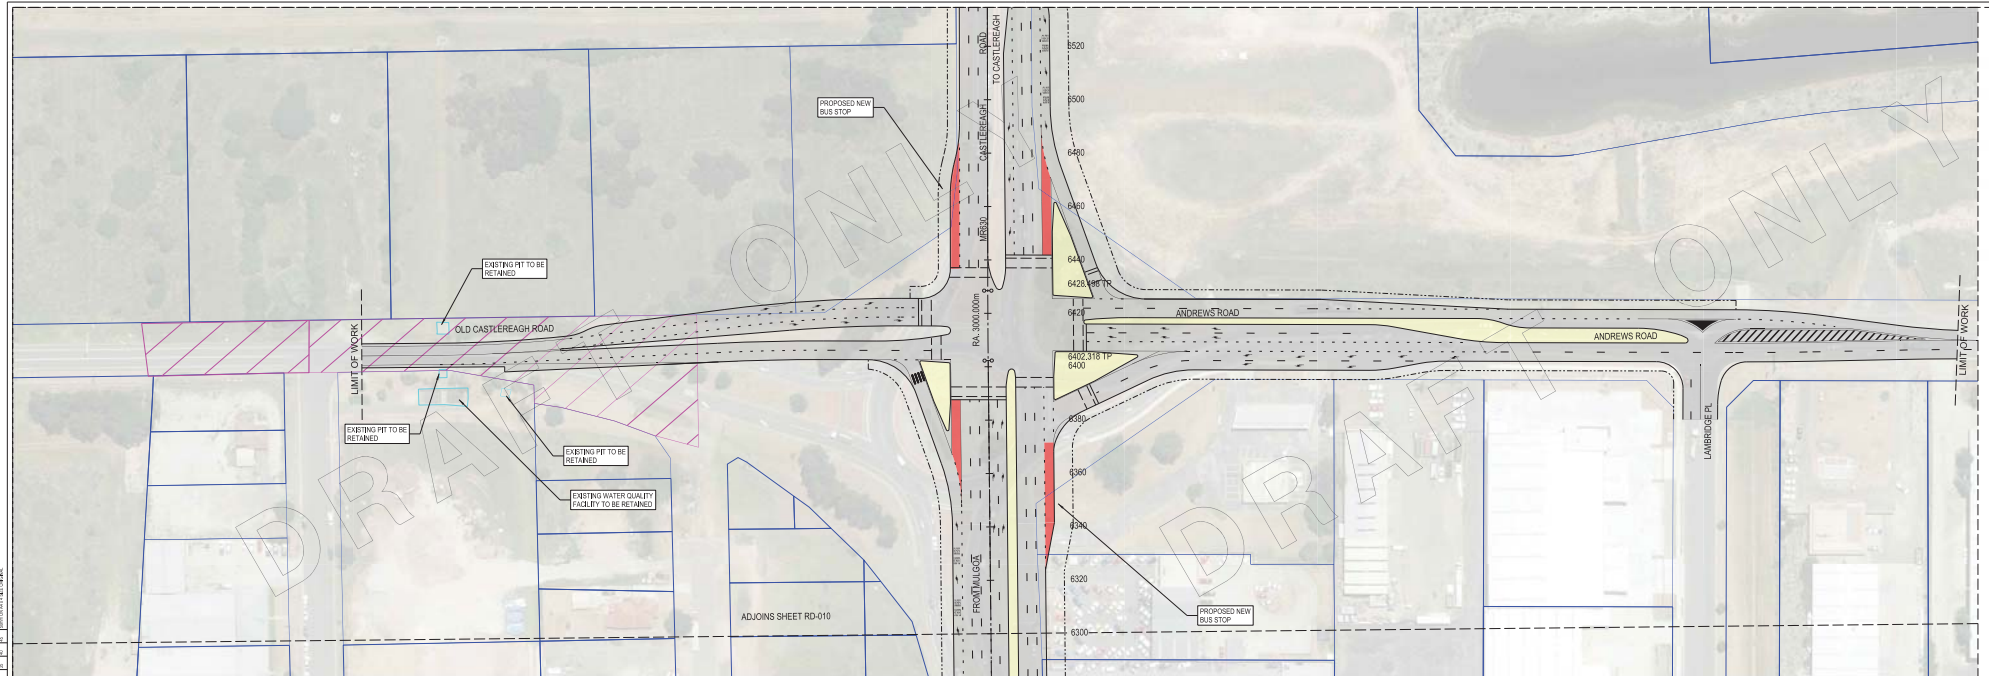 PROPOSED NEW
BUS STOP
ROAD
TO CASTLEREAGH
CASTLEREAGH
MR630
6520
6500
6480
6460
6440
6428.498 TP
6420
6402.318 TP
6400
6380
6360
6340
6320
6300
RA. 3000.000m
EXISTING PIT TO BE
RETAINED
OLD CASTLEREAGH ROAD
LIMIT OF WORK
ANDREWS ROAD
ANDREWS ROAD
LIMIT OF WORK
LAMBRIDGE PL
EXISTING PIT TO BE
RETAINED
EXISTING PIT TO BE
RETAINED
EXISTING WATER QUALITY
FACILITY TO BE RETAINED
FROM MULGOA
ADJOINS SHEET RD-010
PROPOSED NEW
BUS STOP
DRAFT ONLY
DRAFT ONLY